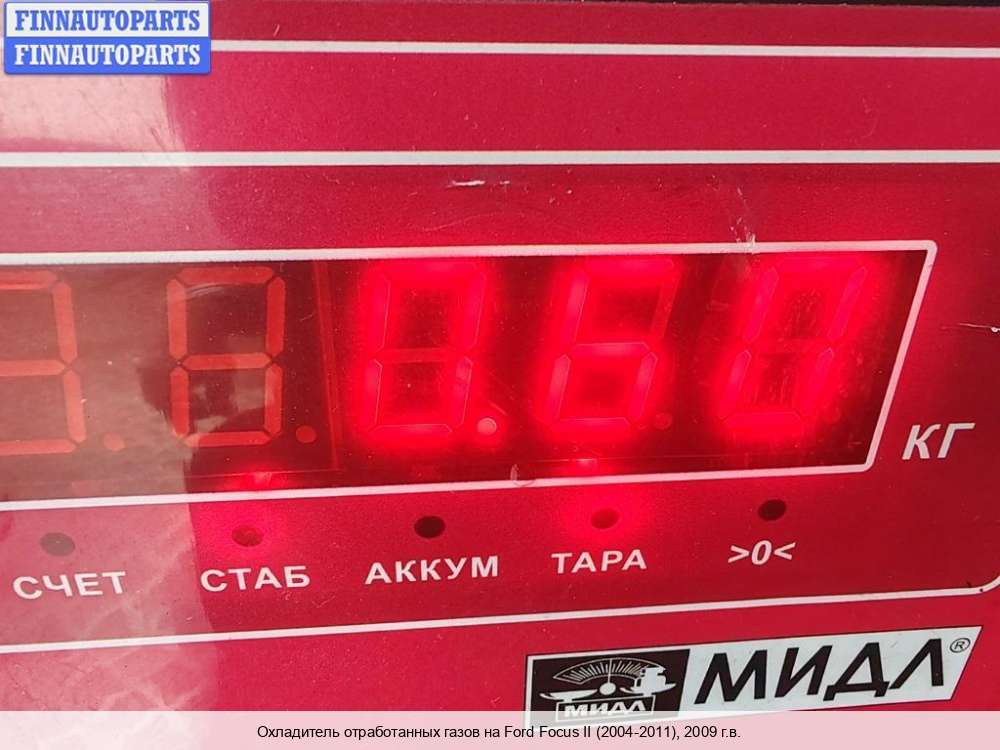 FINNAUTOPARTS
FINNAUTOPARTS
0.60
КГ
СЧЕТ СТАБ АККУМ ТАРА >0<
МИДЛ МИДЛ®
Охладитель отработанных газов на Ford Focus II (2004-2011), 2009 г.в.